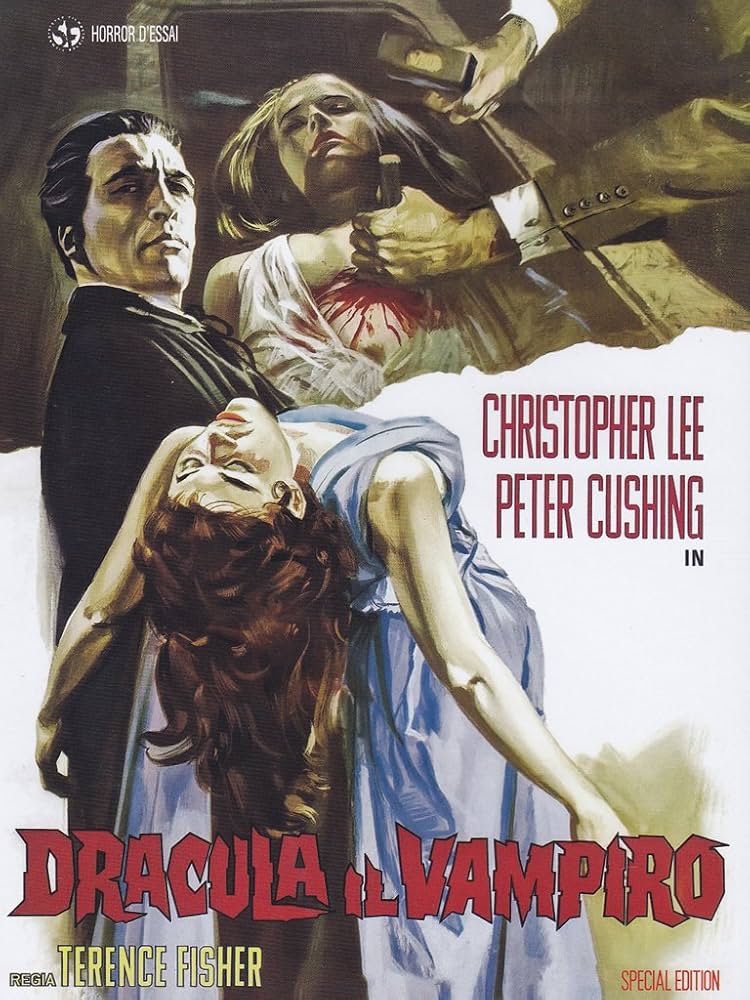 HORROR D'ESSAI
CHRISTOPHER LEE
PETER CUSHING
IN
DRACULA IL VAMPIRO
REGIA TERENCE FISHER
SPECIAL EDITION